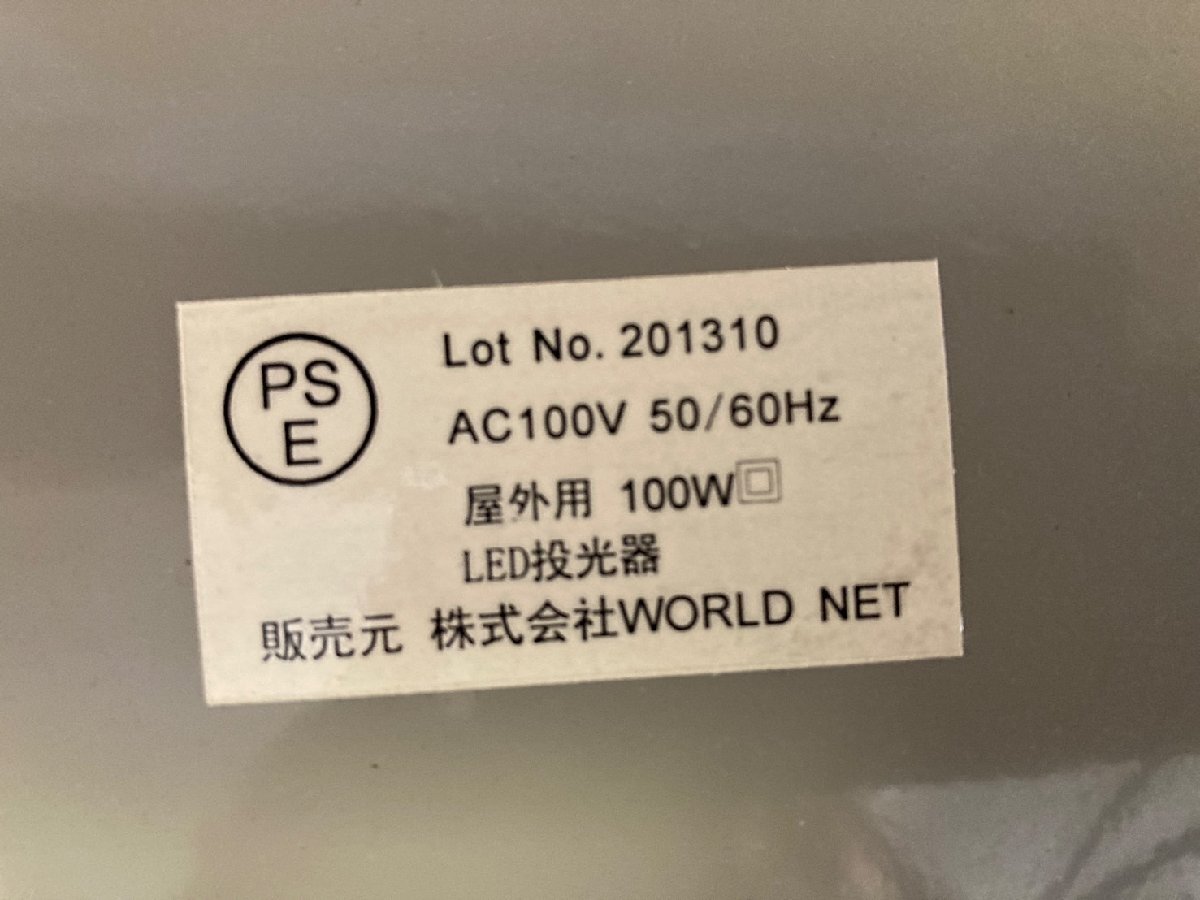 PS
E
Lot No. 201310
AC100V 50/60Hz
屋外用 100W
LED投光器
販売元 株式会社WORLD NET